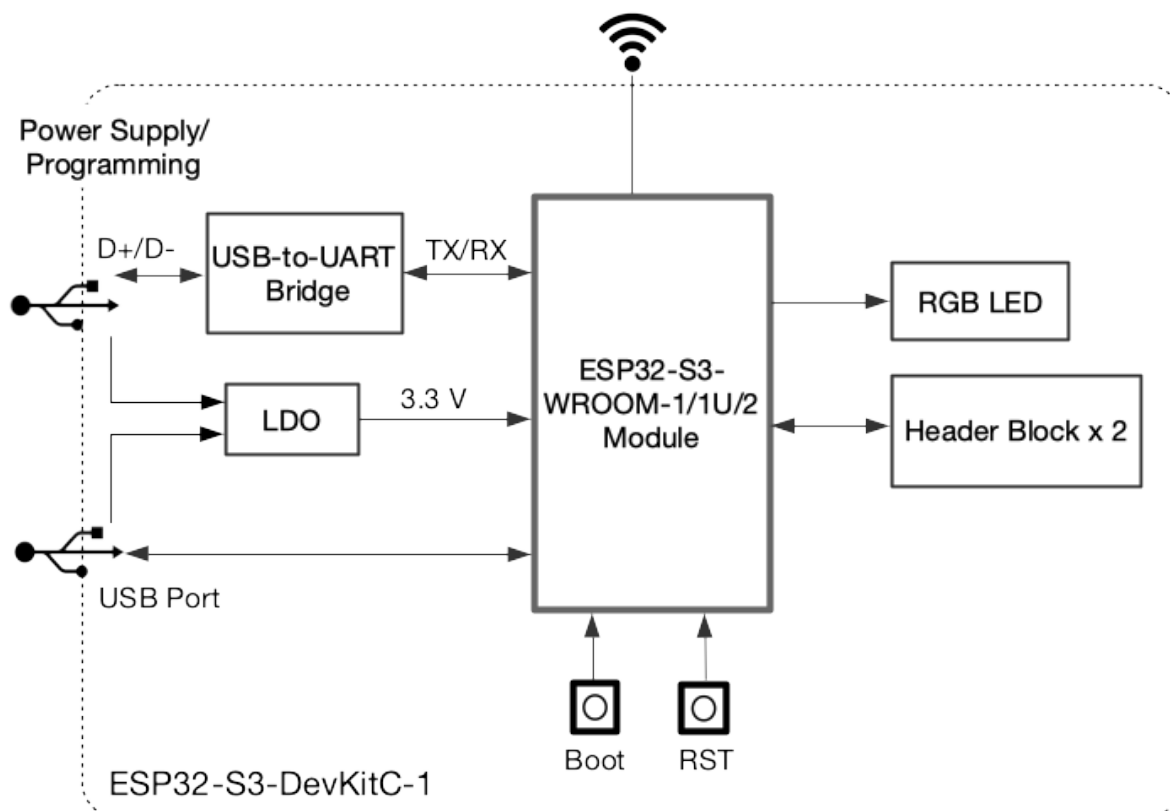 Power Supply/
Programming
D+/D-
USB-to-UART
Bridge
TX/RX
RGB LED
ESP32-S3-
WROOM-1/1U/2
Module
LDO
3.3 V
Header Block x 2
USB Port
Boot
RST
ESP32-S3-DevKitC-1